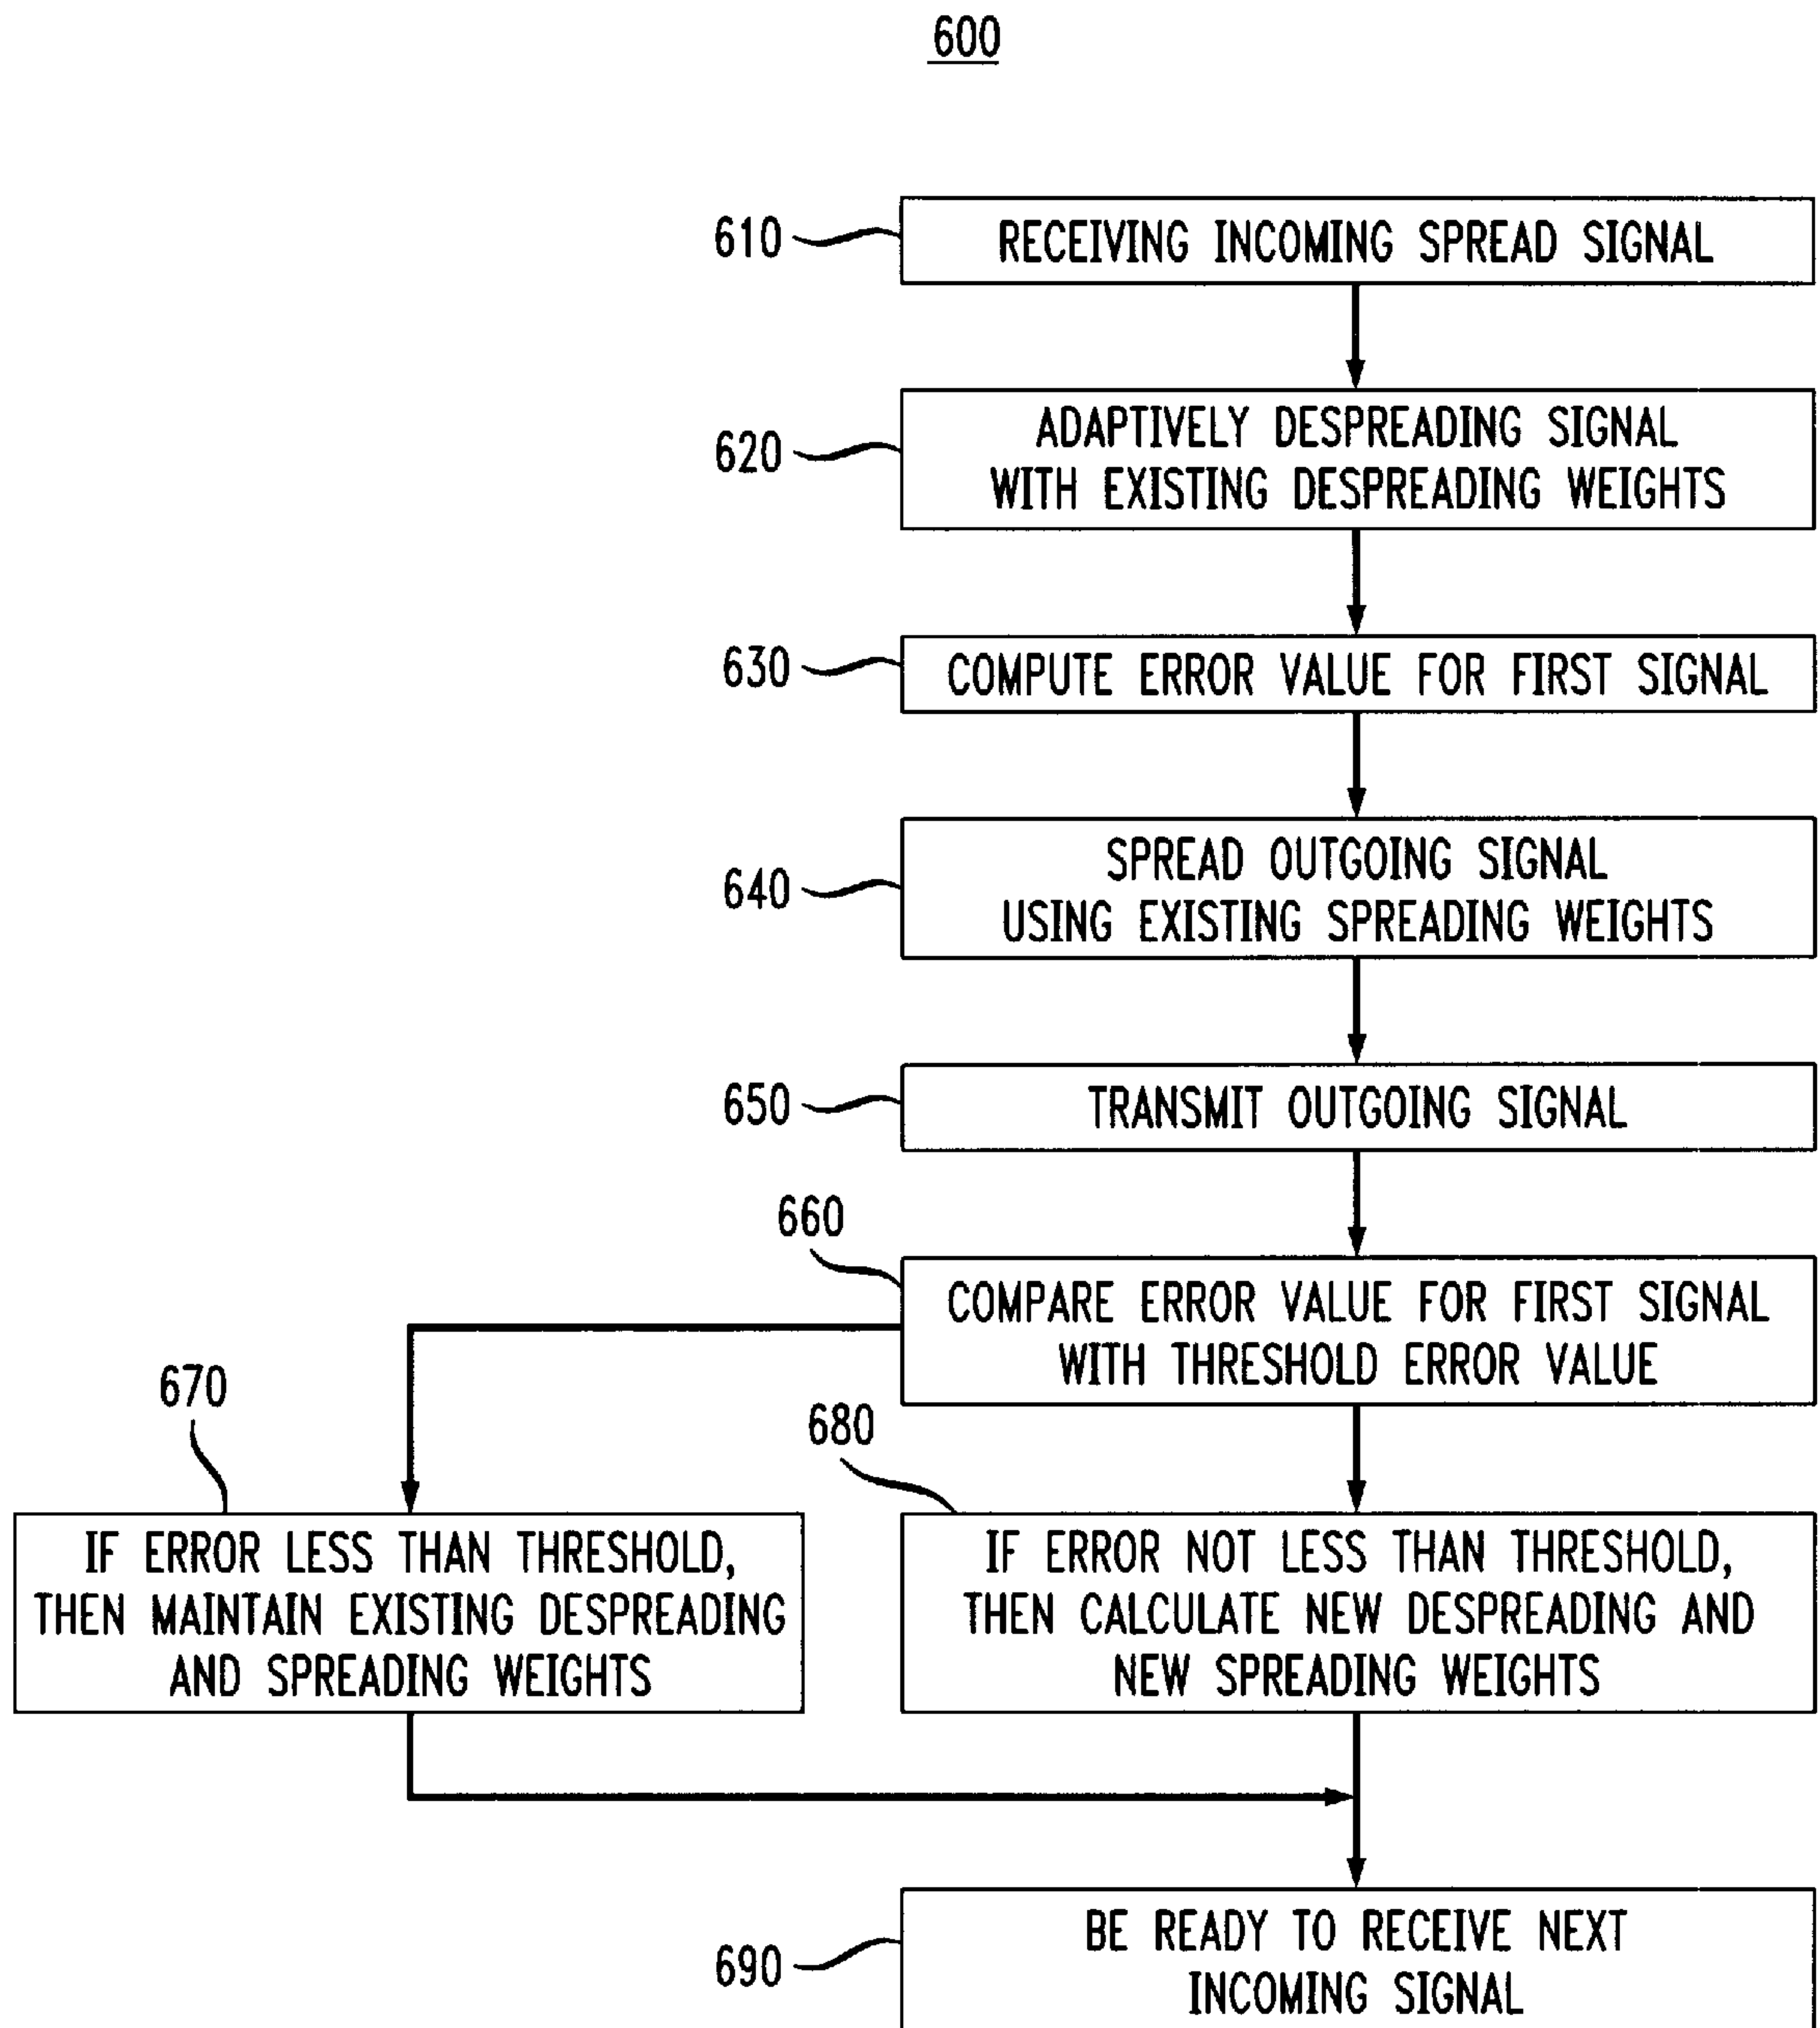 600
610
RECEIVING INCOMING SPREAD SIGNAL
620
ADAPTIVELY DESPREADING SIGNAL
WITH EXISTING DESPREADING WEIGHTS
630
COMPUTE ERROR VALUE FOR FIRST SIGNAL
640
SPREAD OUTGOING SIGNAL
USING EXISTING SPREADING WEIGHTS
650
TRANSMIT OUTGOING SIGNAL
660
COMPARE ERROR VALUE FOR FIRST SIGNAL
WITH THRESHOLD ERROR VALUE
670
IF ERROR LESS THAN THRESHOLD,
THEN MAINTAIN EXISTING DESPREADING
AND SPREADING WEIGHTS
680
IF ERROR NOT LESS THAN THRESHOLD,
THEN CALCULATE NEW DESPREADING AND
NEW SPREADING WEIGHTS
690
BE READY TO RECEIVE NEXT
INCOMING SIGNAL